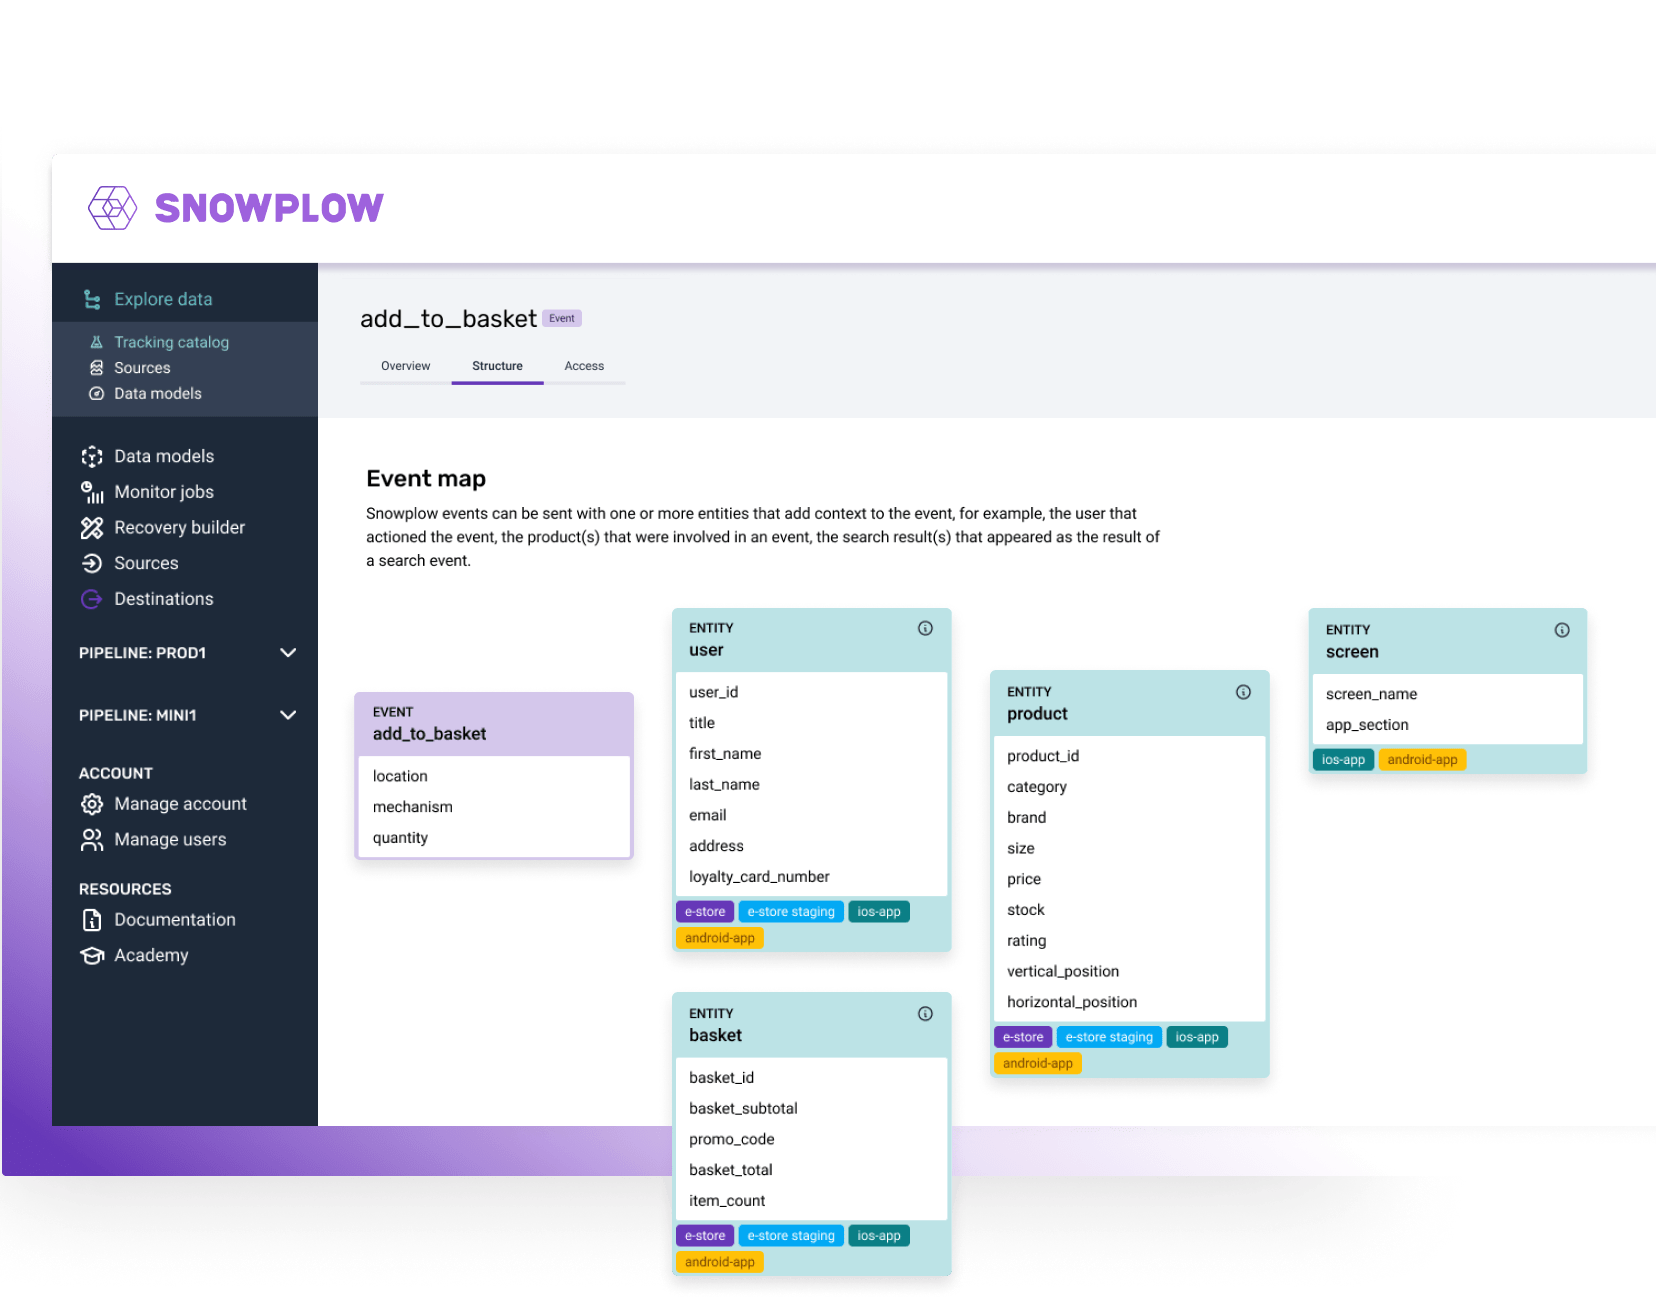 SNOWPLOW
Explore data
Tracking catalog
Sources
Data models
Data models
Monitor jobs
Recovery builder
Sources
Destinations
PIPELINE: PROD1
PIPELINE: MINI1
ACCOUNT
Manage account
Manage users
RESOURCES
Documentation
Academy
add_to_basket Event
Overview Structure Access
Event map
Snowplow events can be sent with one or more entities that add context to the event, for example, the user that
actioned the event, the product(s) that were involved in an event, the search result(s) that appeared as the result of
a search event.
EVENT
add_to_basket
location
mechanism
quantity
ENTITY
user
user_id
title
first_name
last_name
email
address
loyalty_card_number
e-store e-store staging ios-app
android-app
ENTITY
basket
basket_id
basket_subtotal
promo_code
basket_total
item_count
e-store e-store staging ios-app
android-app
ENTITY
product
product_id
category
brand
size
price
stock
rating
vertical_position
horizontal_position
e-store e-store staging ios-app
android-app
ENTITY
screen
screen_name
app_section
ios-app android-app